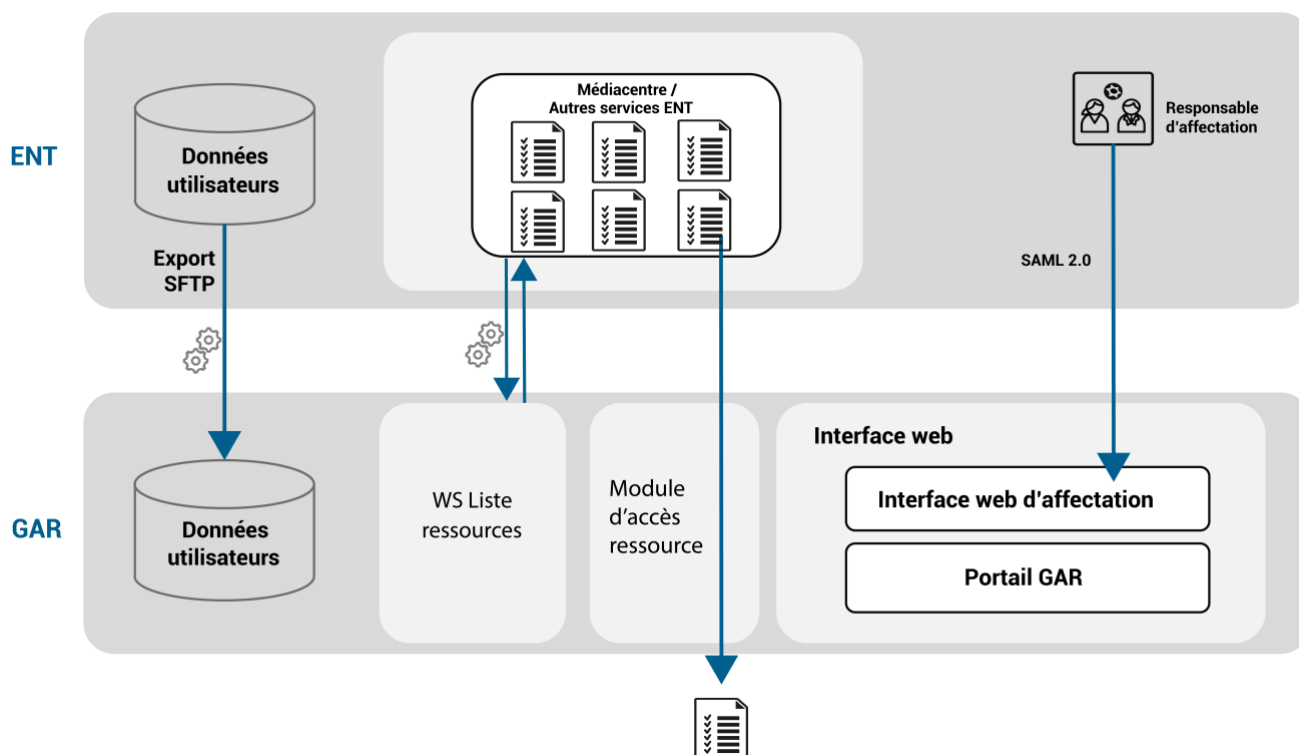 ENT
Données
utilisateurs
Export
SFTP
Médiacentre /
Autres services ENT
Responsable
d'affectation
SAML 2.0
GAR
Données
utilisateurs
WS Liste
ressources
Module
d'accès
ressource
Interface web
Interface web d'affectation
Portail GAR